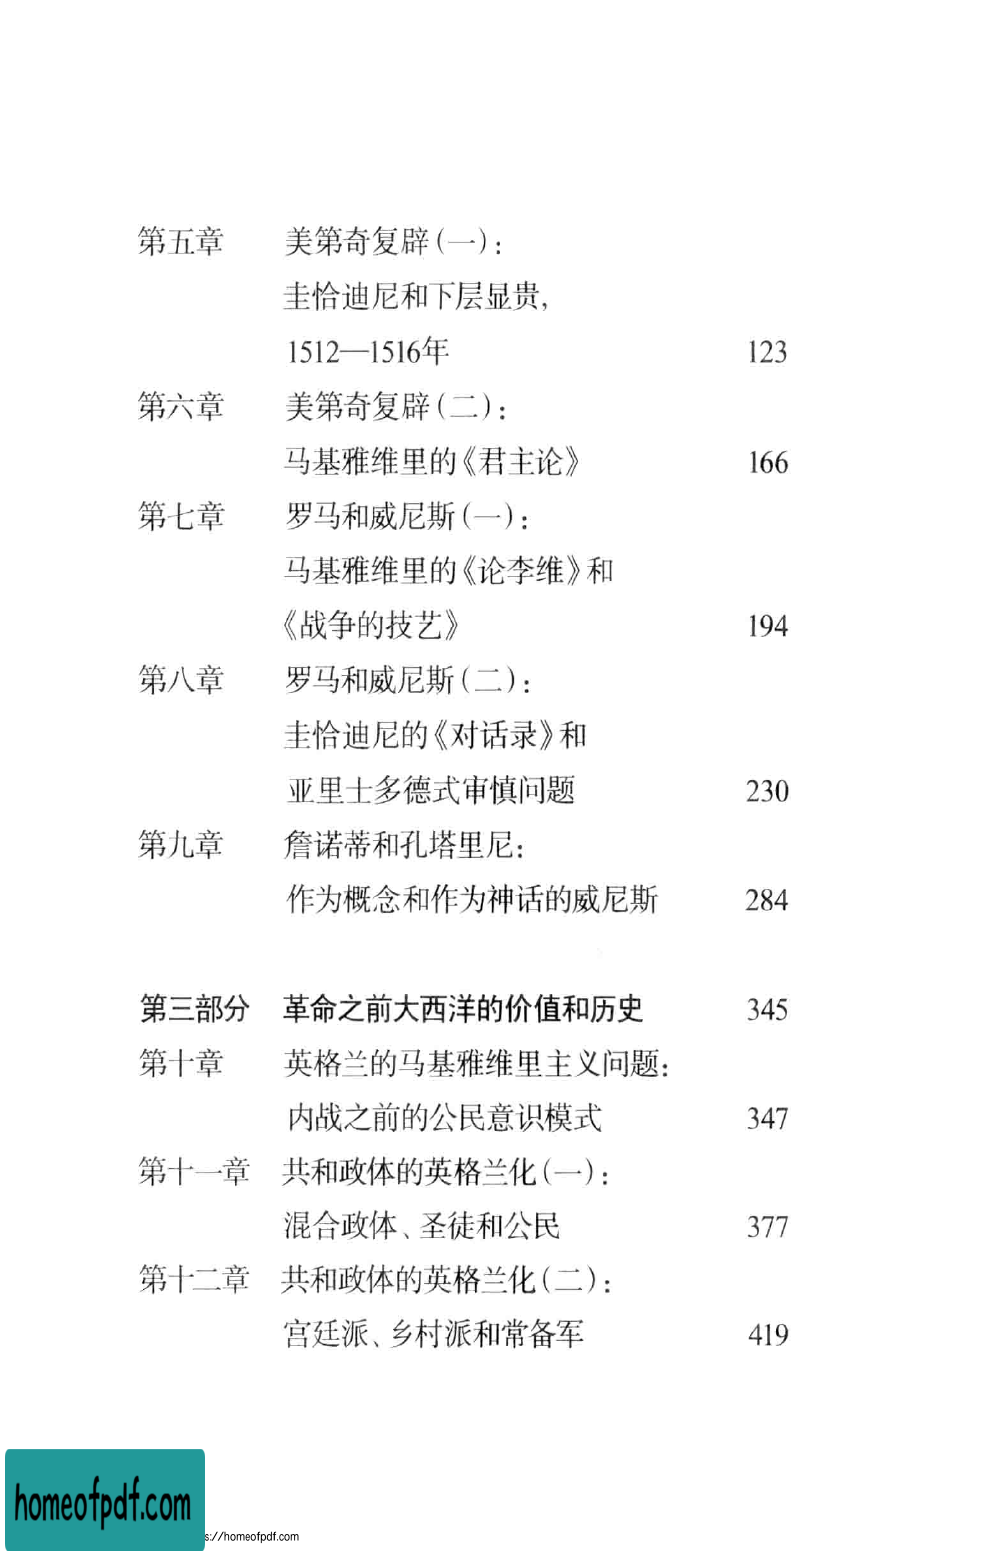 第五章 美第奇复辟(一):
圭恰迪尼和下层显贵,
1512—1516年 123
第六章 美第奇复辟(二):
马基雅维里的《君主论》 166
第七章 罗马和威尼斯(一):
马基雅维里的《论李维》和
《战争的技艺》 194
第八章 罗马和威尼斯(二):
圭恰迪尼的《对话录》和
亚里士多德式审慎问题 230
第九章 詹诺蒂和孔塔里尼:
作为概念和作为神话的威尼斯 284
第三部分 革命之前大西洋的价值和历史 345
第十章 英格兰的马基雅维里主义问题:
内战之前的公民意识模式 347
第十一章 共和政体的英格兰化(一):
混合政体、圣徒和公民 377
第十二章 共和政体的英格兰化(二):
宫廷派、乡村派和常备军 419
homeofpdf.com
s://homeofpdf.com